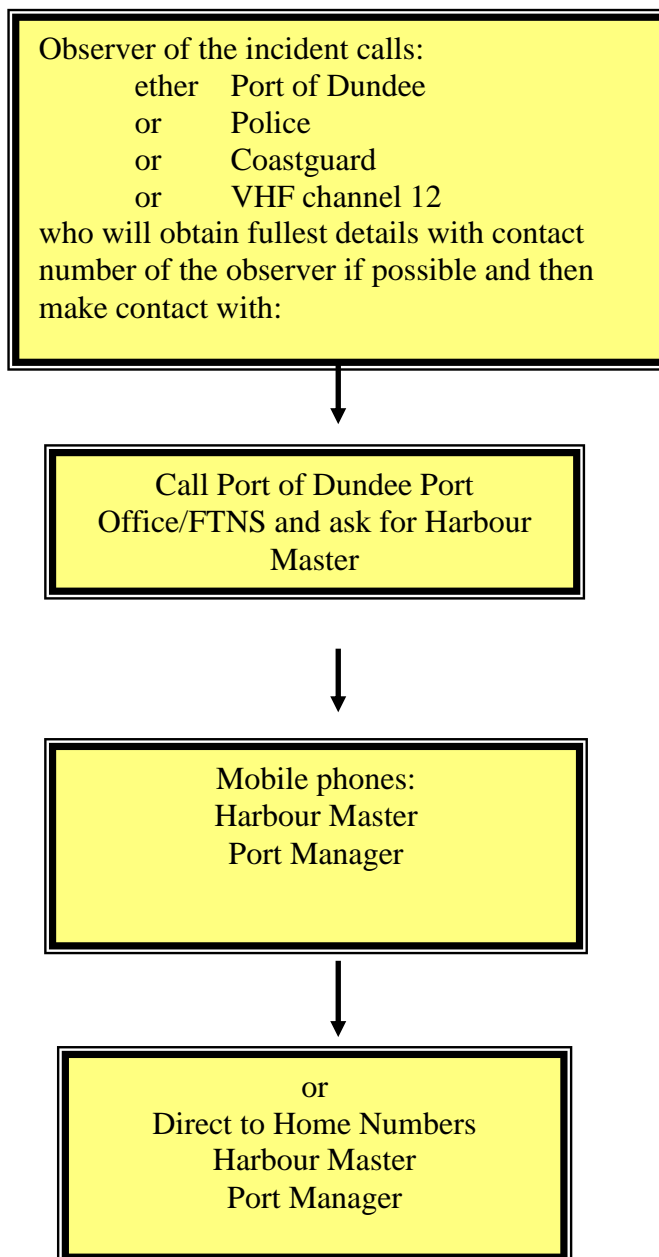 Observer of the incident calls:
ether Port of Dundee
or Police
or Coastguard
or VHF channel 12
who will obtain fullest details with contact
number of the observer if possible and then
make contact with:
Call Port of Dundee Port
Office/FTNS and ask for Harbour
Master
Mobile phones:
Harbour Master
Port Manager
or
Direct to Home Numbers
Harbour Master
Port Manager